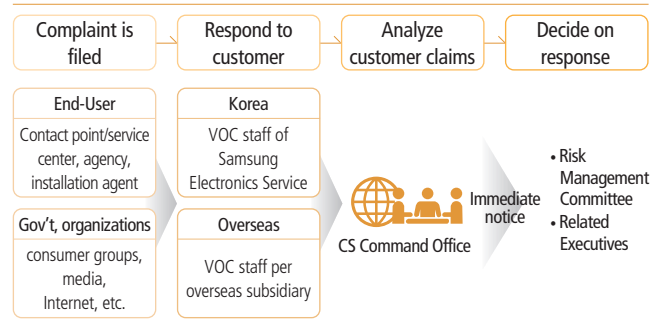 Complaint is
filed
Respond to
customer
Analyze
customer claims
Decide on
response
End-User
Contact point/service
center, agency,
installation agent
Gov't, organizations
consumer groups,
media,
Internet, etc.
Korea
VOC staff of
Samsung
Electronics Service
Overseas
VOC staff per
overseas subsidiary
CS Command Office
Immediate
notice
• Risk
Management
Committee
• Related
Executives